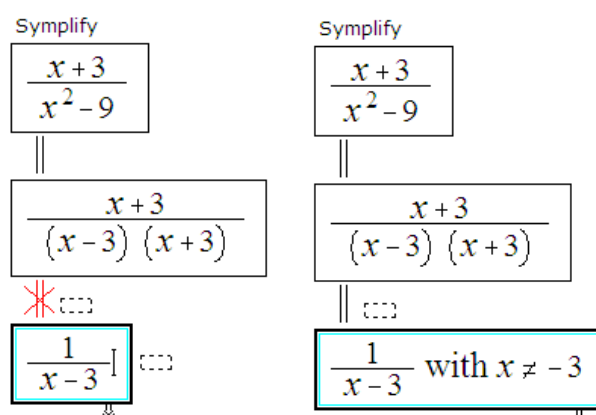 Symplify
x + 3
x² - 9
x + 3
(x - 3) (x + 3)
1
x - 3
Symplify
x + 3
x² - 9
x + 3
(x - 3) (x + 3)
1
x - 3 with x ≠ - 3